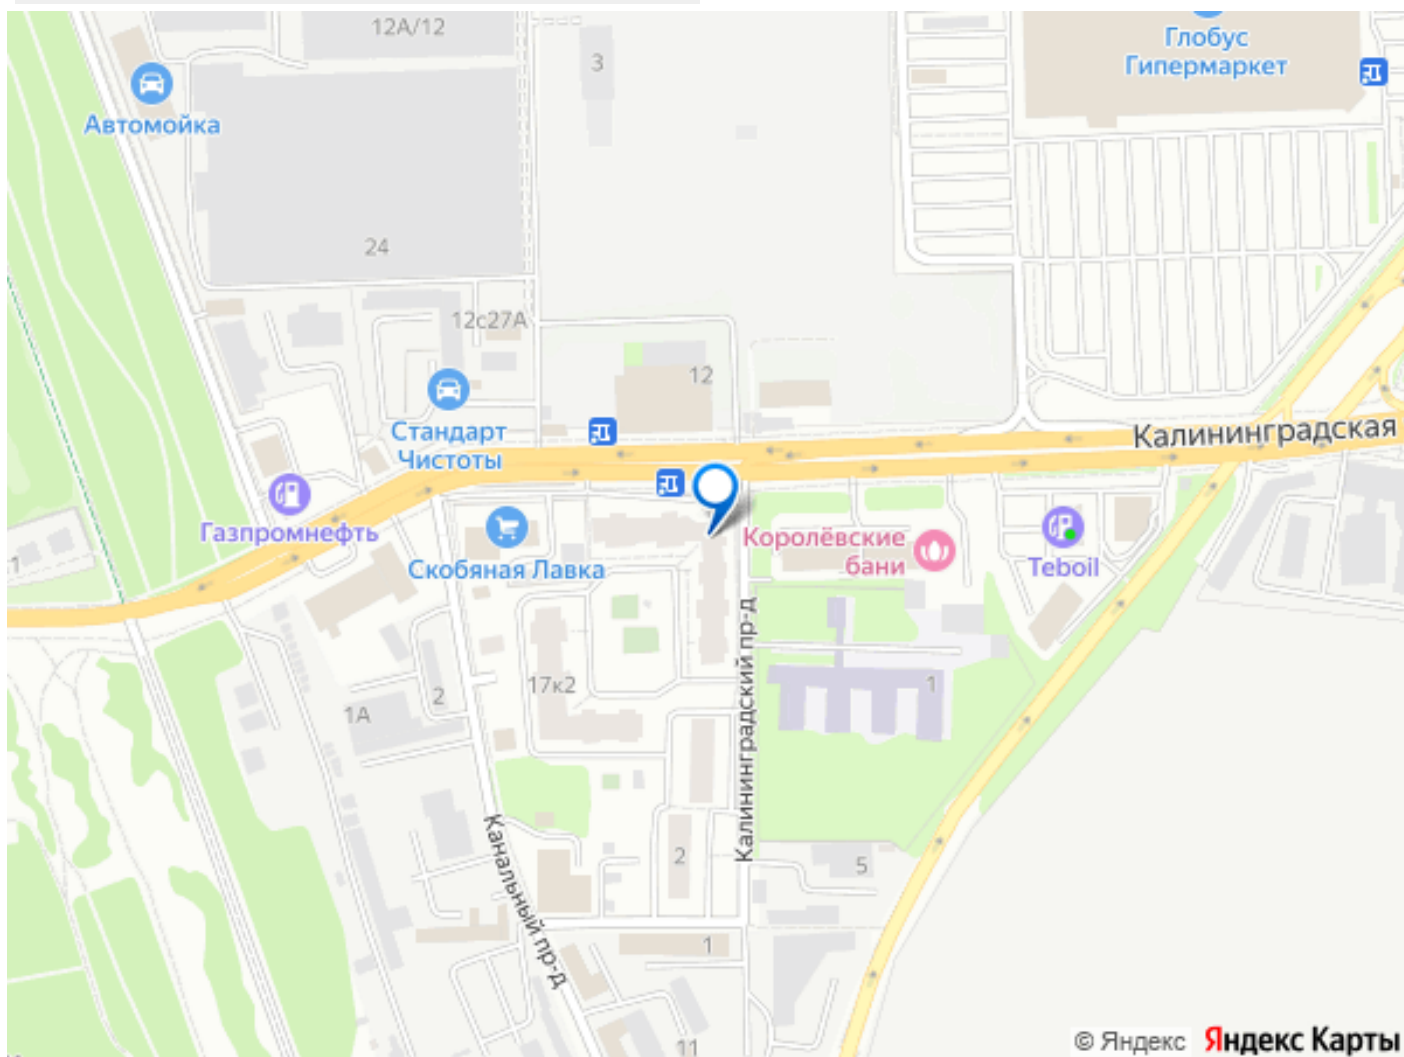 12А/12
3
Глобус
Гипермаркет
Автомойка
24
12с27А
12
Стандарт
Чистоты
Калининградская
Газпромнефть
Скобяная Лавка
Королёвские
бани
Teboil
1
17к2
1
2
1А
Калининградский пр-д
Канальный пр-д
2
5
1
11
© Яндекс Яндекс Карты